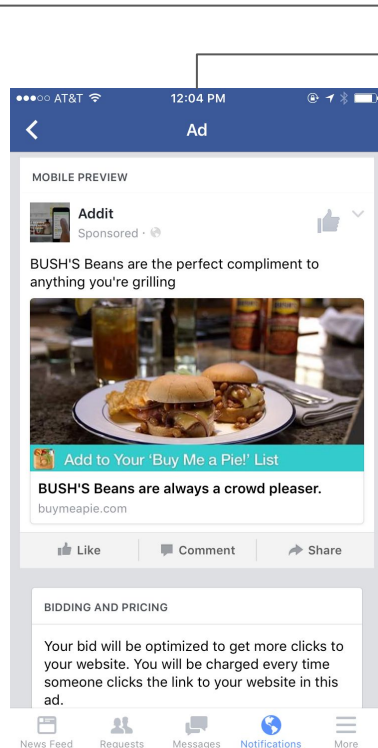 AT&T 12:04 PM
Ad
MOBILE PREVIEW
Addit
Sponsored ·
BUSH'S Beans are the perfect compliment to
anything you're grilling
Add to Your 'Buy Me a Pie!' List
BUSH'S Beans are always a crowd pleaser.
buymeapie.com
Like Comment Share
BIDDING AND PRICING
Your bid will be optimized to get more clicks to
your website. You will be charged every time
someone clicks the link to your website in this
ad.
News Feed Requests Messages Notifications More